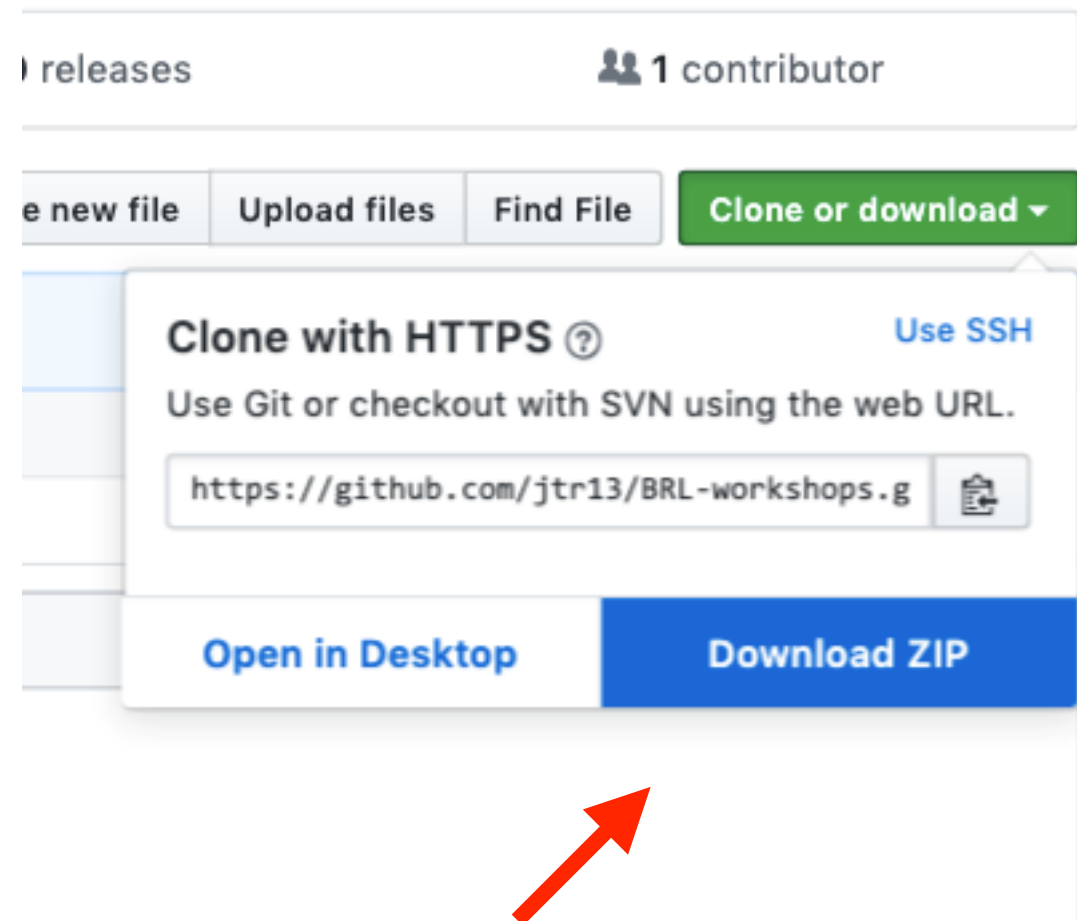 releases
1 contributor
e new file
Upload files
Find File
Clone or download
Clone with HTTPS ?
Use SSH
Use Git or checkout with SVN using the web URL.
https://github.com/jtr13/BRL-workshops.g
Open in Desktop
Download ZIP